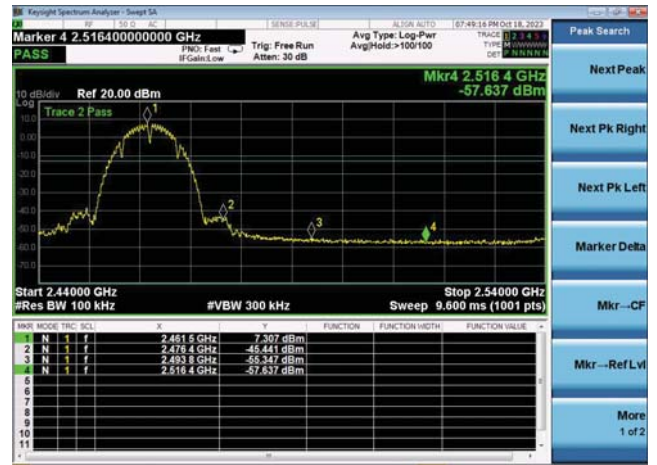 Keysight Spectrum Analyzer - Swept SA
RF 50 Ω AC SENSE:PULSE ALIGN AUTO 07:49:16 PM Oct 18, 2023
Marker 4 2.516400000000 GHz
PNO: Fast
IFGain:Low
Trig: Free Run
Atten: 30 dB
Avg Type: Log-Pwr
Avg|Hold:>100/100
TRACE 1 2 3 4 5 6
TYPE M WWWWW
DET P N N N N N
PASS
Mkr4 2.516 4 GHz
-57.637 dBm
10 dB/div Ref 20.00 dBm
Log
Trace 2 Pass
10.0
0.00
-10.0
-20.0
-30.0
-40.0
-50.0
-60.0
-70.0
1
2
3
4
Start 2.44000 GHz Stop 2.54000 GHz
#Res BW 100 kHz #VBW 300 kHz Sweep 9.600 ms (1001 pts)
MKR MODE TRC SCL X Y FUNCTION FUNCTION WIDTH FUNCTION VALUE
1 N 1 f 2.461 5 GHz 7.307 dBm
2 N 1 f 2.476 4 GHz -45.441 dBm
3 N 1 f 2.493 8 GHz -55.347 dBm
4 N 1 f 2.516 4 GHz -57.637 dBm
5
6
7
8
9
10
11
Peak Search
Next Peak
Next Pk Right
Next Pk Left
Marker Delta
Mkr→CF
Mkr→Ref Lvl
More
1 of 2